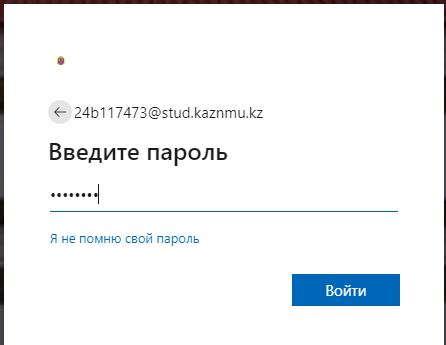 24b117473@stud.kaznmu.kz
Введите пароль
••••••••
Я не помню свой пароль
Войти